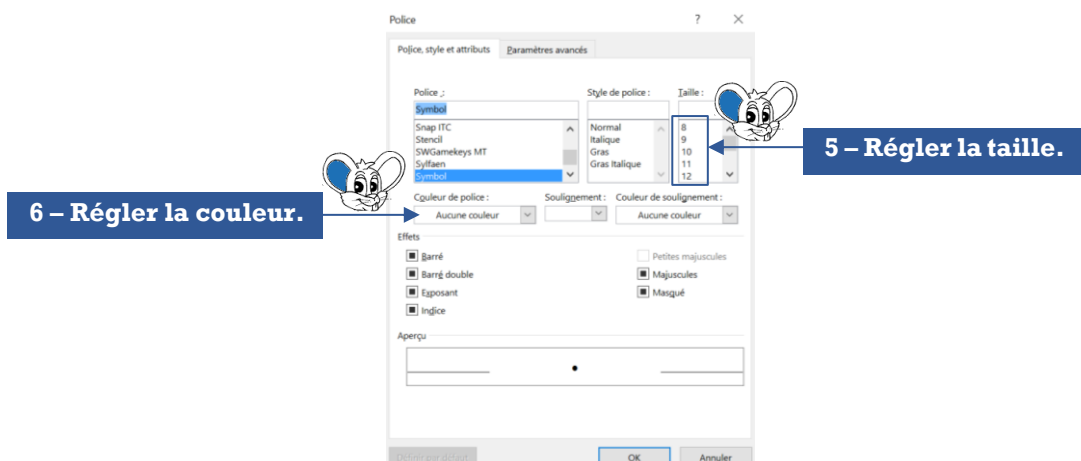 Police ? ×
Police, style et attributs Paramètres avancés
Police : Style de police : Taille :
Symbol
Snap ITC Normal 8
Stencil Italique 9
SWGamekeys MT Gras 10
Sylfaen Gras Italique 11
Symbol 12
5 – Régler la taille.
Couleur de police : Soulignement : Couleur de soulignement :
6 – Régler la couleur.
Aucune couleur Aucune couleur
Effets
Barré Petites majuscules
Barré double Majuscules
Exposant Masqué
Indice
Aperçu
Définir par défaut OK Annuler